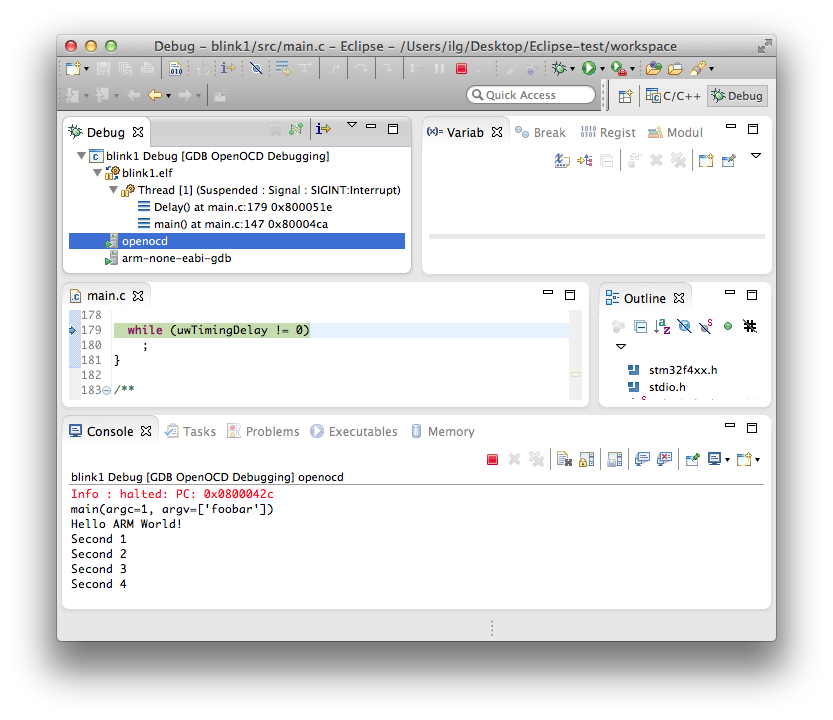 Debug – blink1/src/main.c – Eclipse – /Users/ilg/Desktop/Eclipse-test/workspace
010
Quick Access
C/C++
Debug
Debug
blink1 Debug [GDB OpenOCD Debugging]
blink1.elf
Thread [1] (Suspended : Signal : SIGINT:Interrupt)
Delay() at main.c:179 0x800051e
main() at main.c:147 0x80004ca
openocd
arm-none-eabi-gdb
(x)= Variab
Break
1010 0101 Regist
Modul
main.c
178
179 while (uwTimingDelay != 0)
180 ;
181 }
182
183 /**
Outline
stm32f4xx.h
stdio.h
Console
Tasks
Problems
Executables
Memory
blink1 Debug [GDB OpenOCD Debugging] openocd
Info : halted: PC: 0x0800042c
main(argc=1, argv=['foobar'])
Hello ARM World!
Second 1
Second 2
Second 3
Second 4